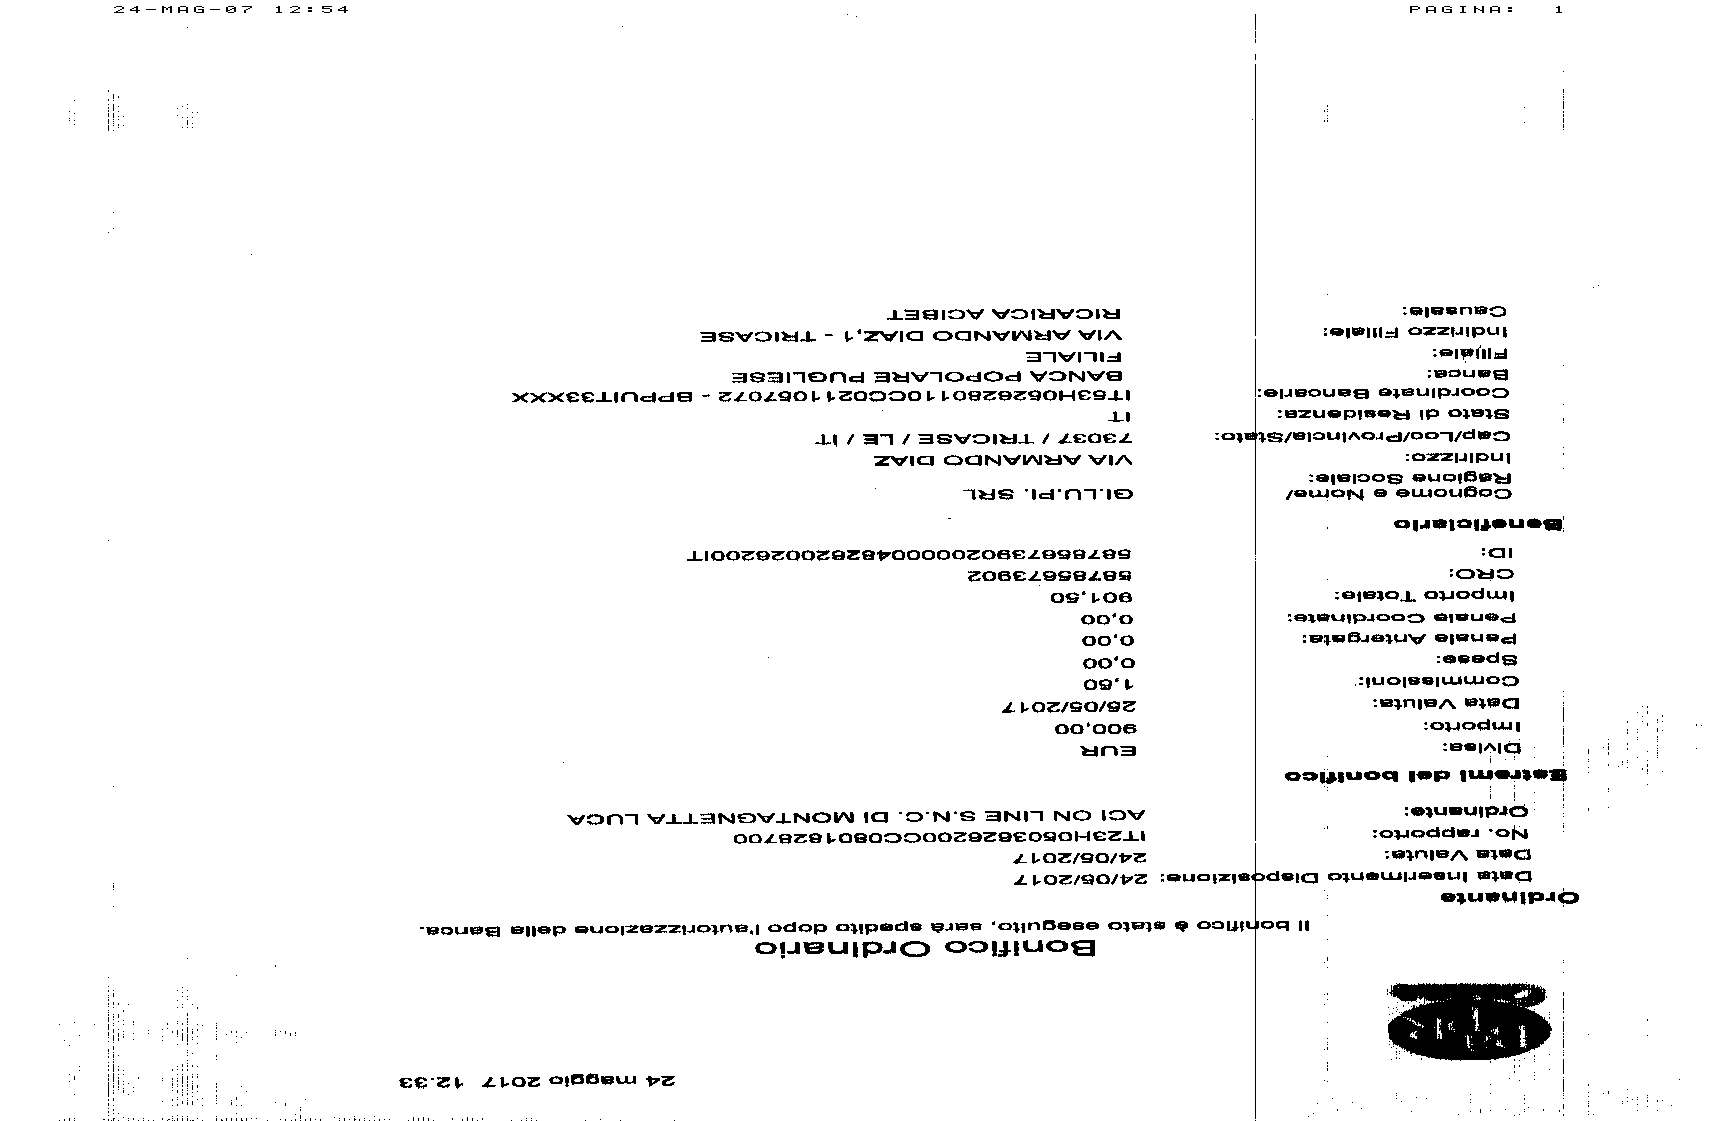 24-MAG-07 12:54 PAGINA: 1
24 maggio 2017 12.33
Bonifico Ordinario
Il bonifico è stato eseguito, sarà spedito dopo l'autorizzazione della Banca.
Ordinante
Data Inserimento Disposizione: 24/05/2017
Data Valuta: 24/05/2017
No. rapporto: IT23H0503626200CC0801828700
Ordinante: ACI ON LINE S.N.C. DI MONTAGNETTA LUCA
Estremi del bonifico
Divisa: EUR
Importo: 900,00
Data Valuta: 25/05/2017
Commissioni: 1,50
Spese: 0,00
Penale Antergata: 0,00
Penale Coordinate: 0,00
Importo Totale: 901,50
CRO: 58785673902
ID: 5878567390200000482620026200IT
Beneficiario
Cognome e Nome/ GI.LU.PI. SRL
Ragione Sociale:
Indirizzo: VIA ARMANDO DIAZ
Cap/Loc/Provincia/Stato: 73037 / TRICASE / LE / IT
Stato di Residenza: IT
Coordinate Bancarie: IT53H0526280110CC0211057072 - BPPUIT33XXX
Banca: BANCA POPOLARE PUGLIESE
Filiale: FILIALE
Indirizzo Filiale: VIA ARMANDO DIAZ,1 - TRICASE
Causale: RICARICA ACIBET